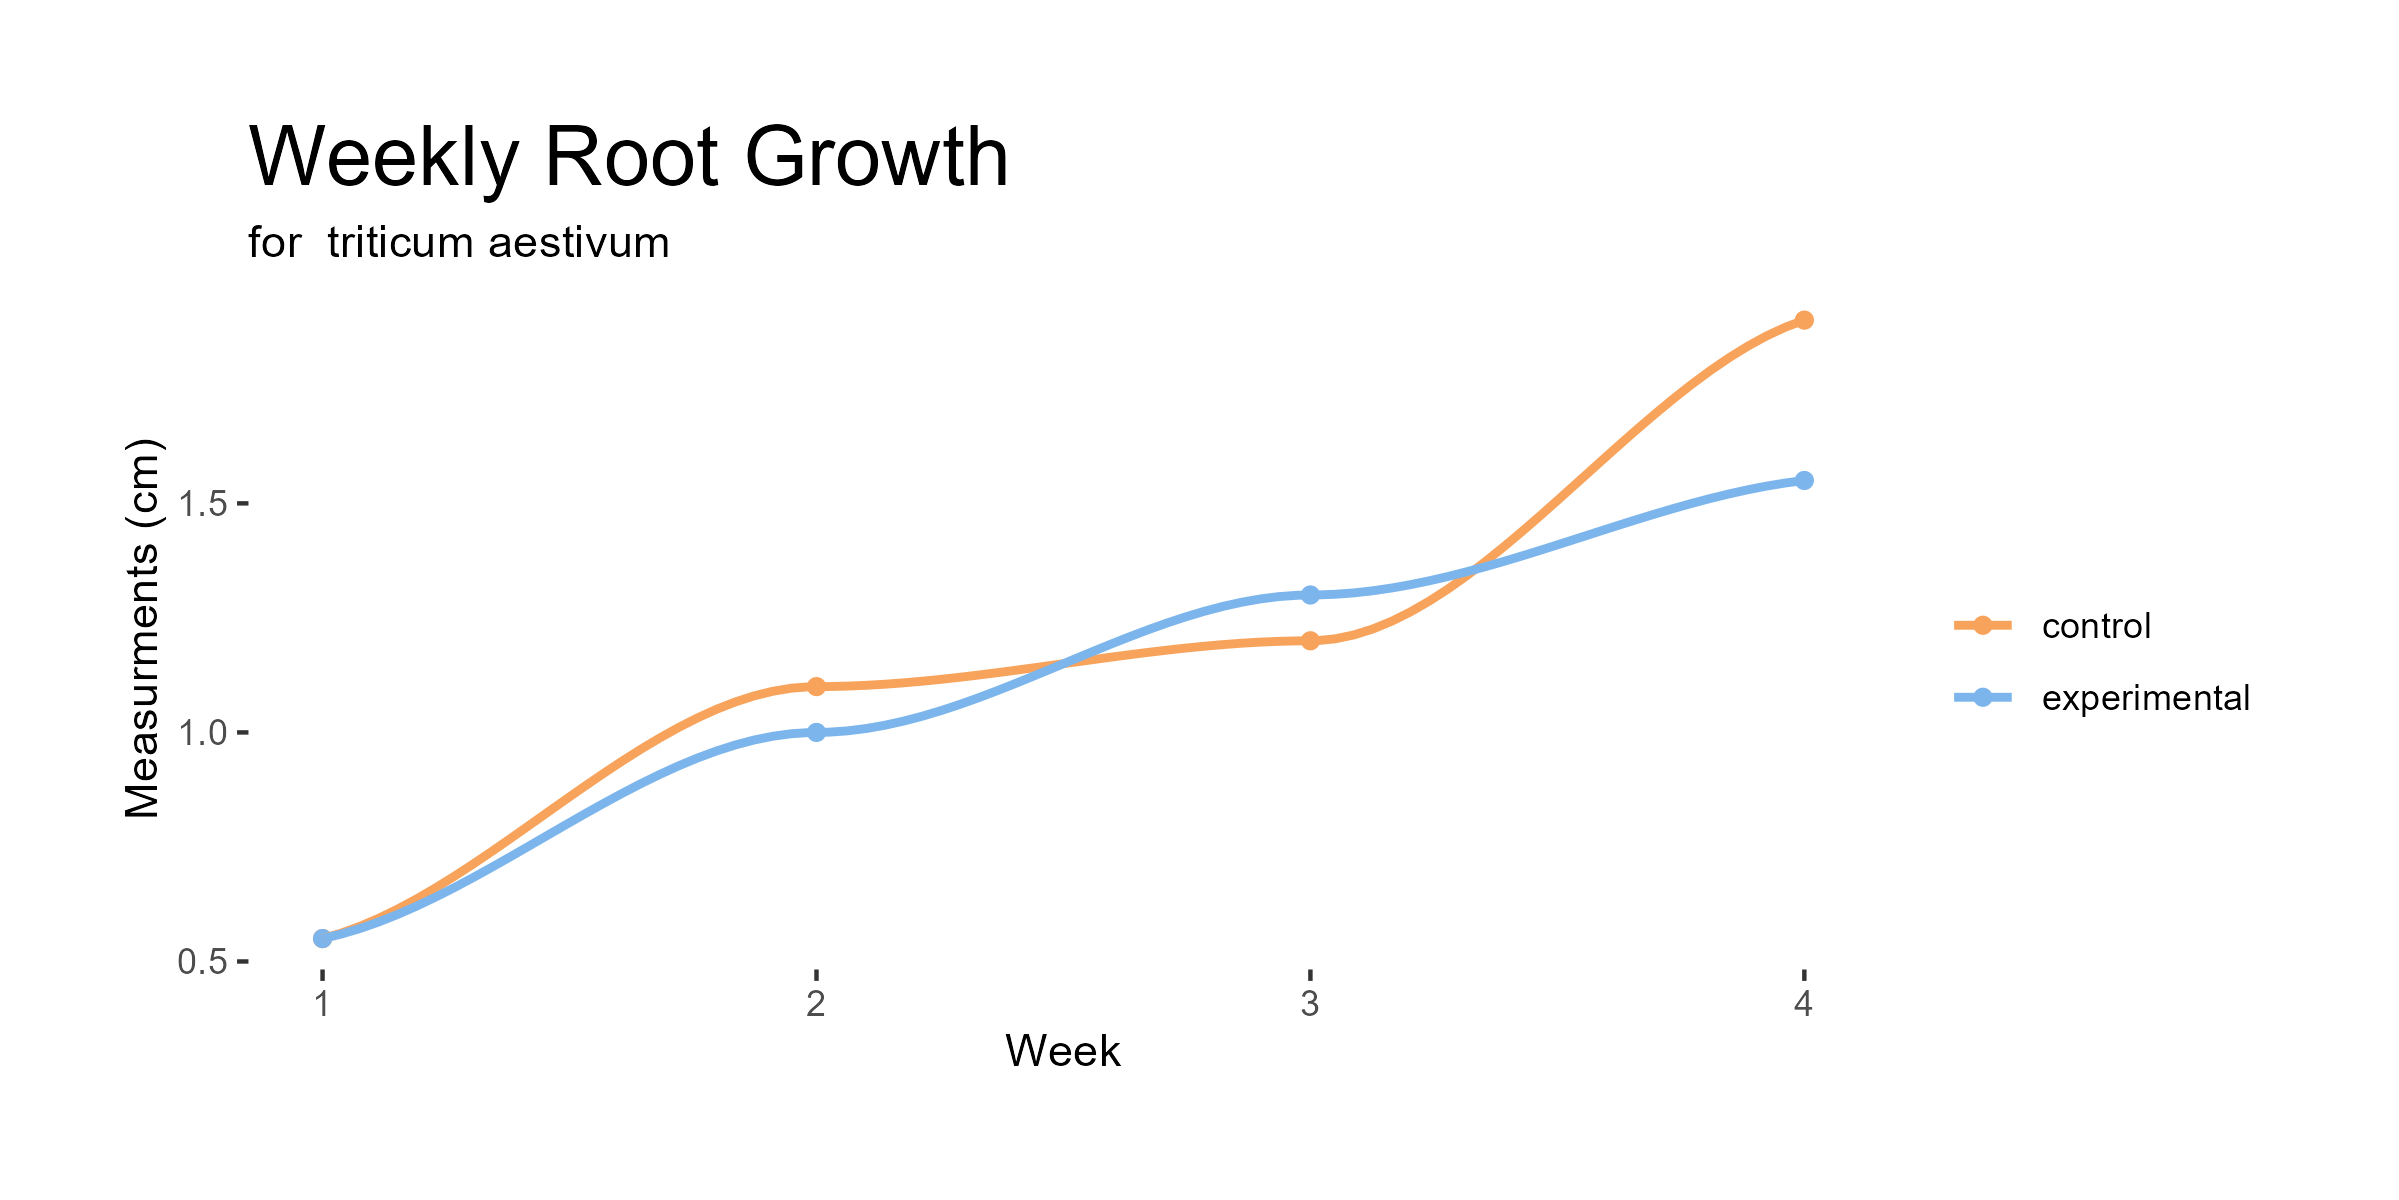 Weekly Root Growth
for  triticum aestivum
Measurments (cm)
1.5
1.0
0.5
1
2
3
4
Week
control
experimental